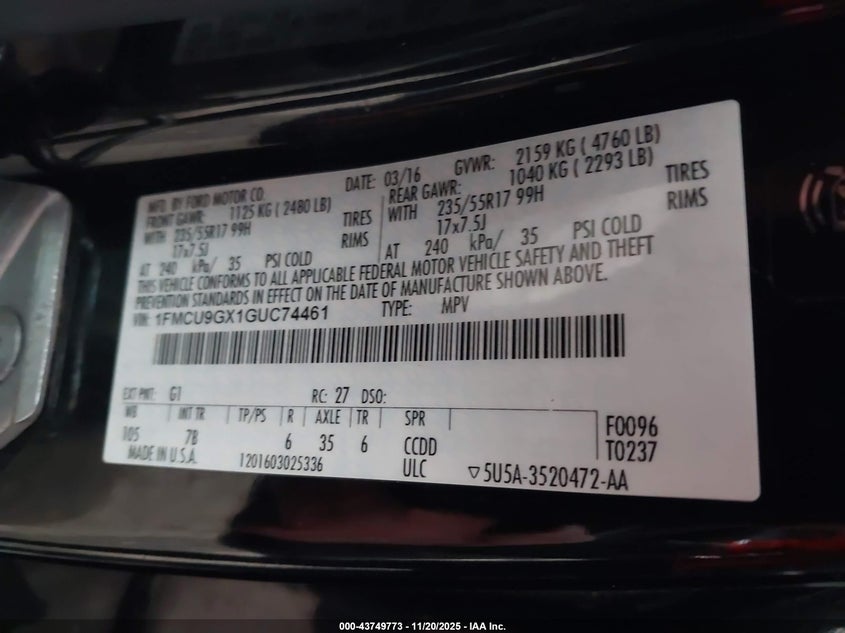 MFD. BY FORD MOTOR CO. DATE: 03/16 GVWR: 2159 KG ( 4760 LB)
FRONT GAWR: 1125 KG ( 2480 LB) REAR GAWR: 1040 KG ( 2293 LB)
WITH 235/55R17 99H TIRES WITH 235/55R17 99H TIRES
17x7.5J RIMS 17x7.5J RIMS
AT 240 kPa/ 35 PSI COLD AT 240 kPa/ 35 PSI COLD
THIS VEHICLE CONFORMS TO ALL APPLICABLE FEDERAL MOTOR VEHICLE SAFETY AND THEFT
PREVENTION STANDARDS IN EFFECT ON THE DATE OF MANUFACTURE SHOWN ABOVE.
VIN: 1FMCU9GX1GUC74461 TYPE: MPV
EXT PNT: G1 RC: 27 DSO:
WB INT TR TP/PS R AXLE TR SPR F0096
105 7B 6 35 6 CCDD T0237
MADE IN U.S.A. 1201603025336 ULC ▽5U5A-3520472-AA
000-43749773 - 11/20/2025 - IAA Inc.